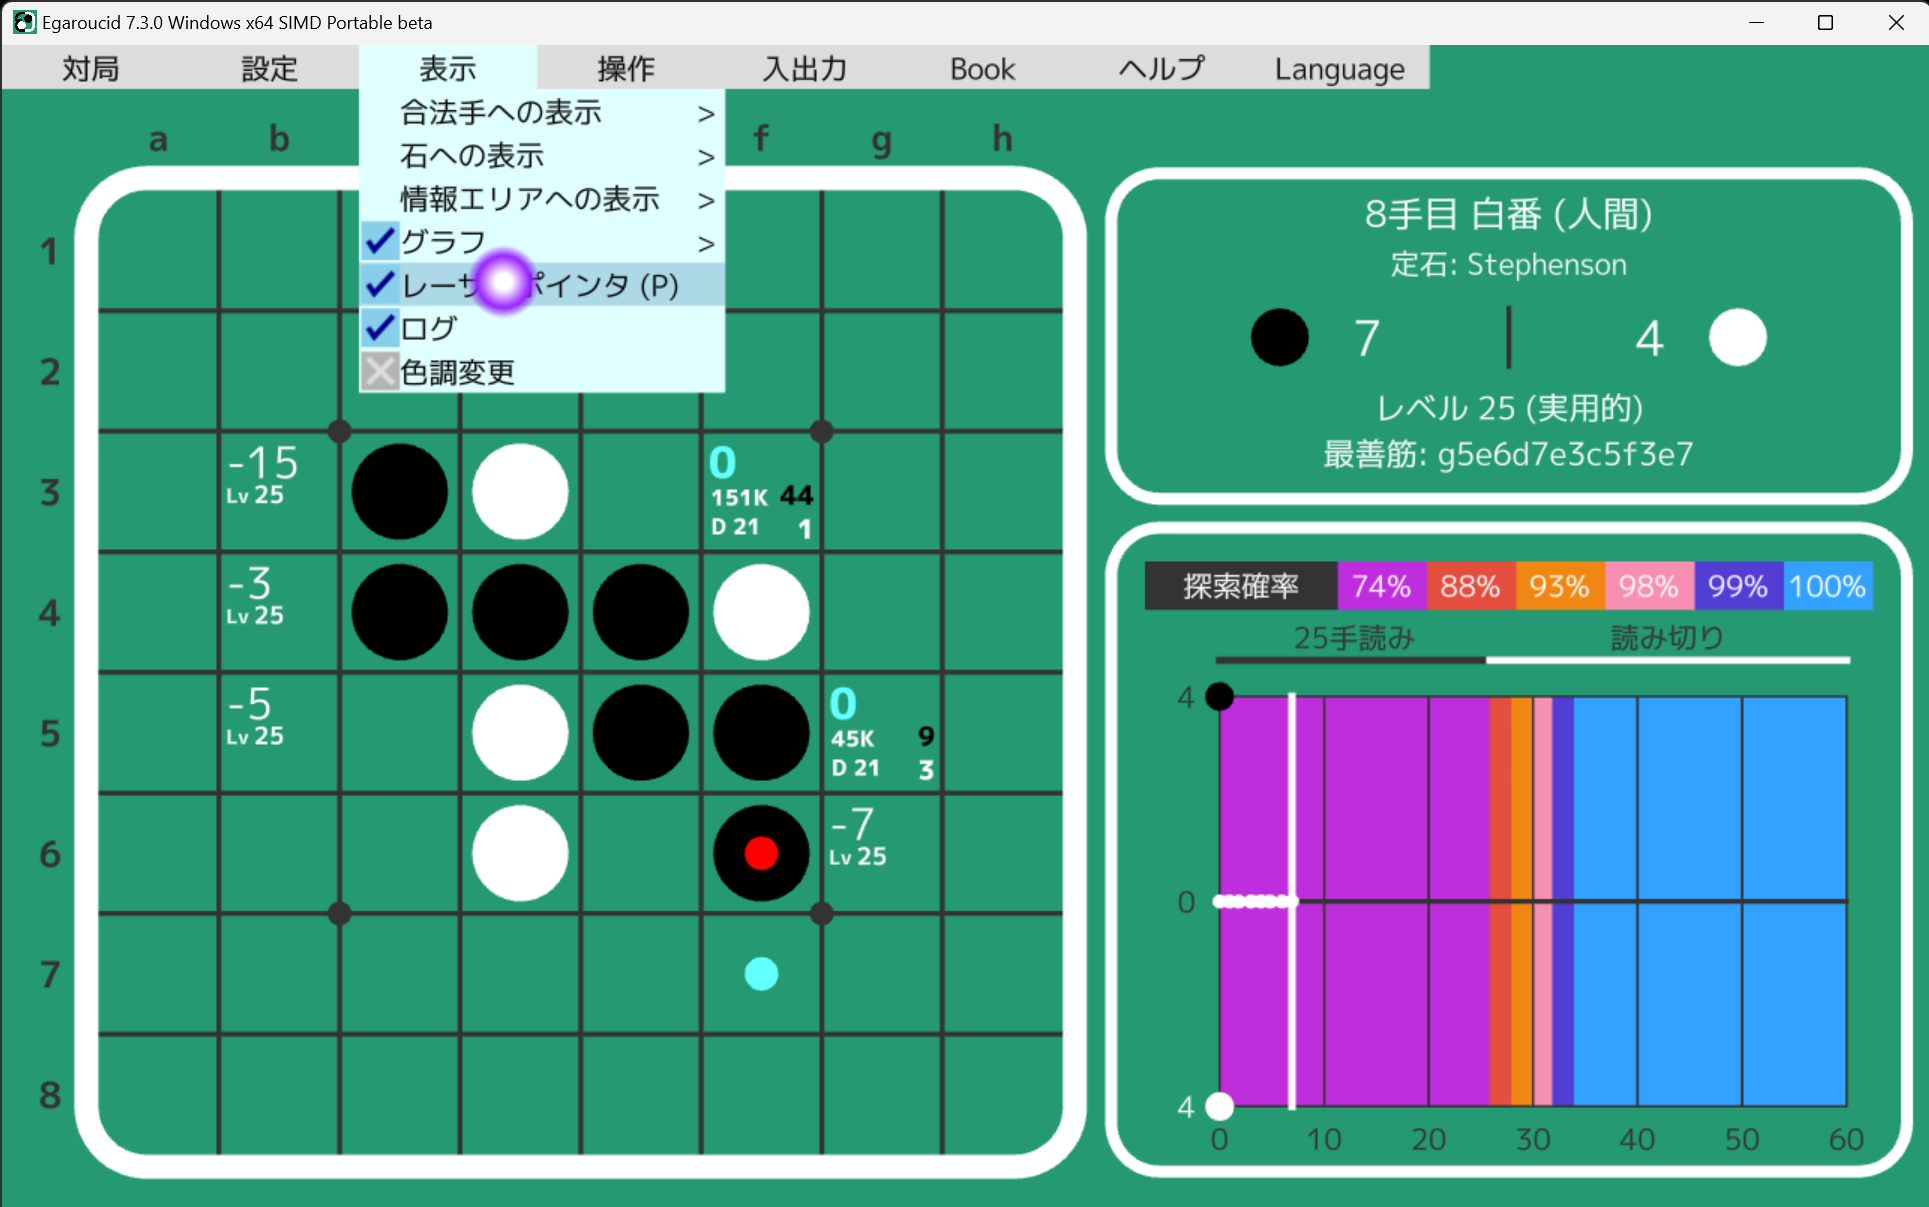 Egaroucid 7.3.0 Windows x64 SIMD Portable beta
対局 設定 表示 操作 入出力 Book ヘルプ Language
合法手への表示 >
石への表示 >
情報エリアへの表示 >
グラフ >
レーザポインタ (P)
ログ
色調変更
a b f g h
1
2
3
4
5
6
7
8
-15
Lv 25
0
151K 44
D 21 1
-3
Lv 25
-5
Lv 25
0
45K 9
D 21 3
-7
Lv 25
8手目 白番 (人間)
定石: Stephenson
7 4
レベル 25 (実用的)
最善筋: g5e6d7e3c5f3e7
探索確率 74% 88% 93% 98% 99% 100%
25手読み 読み切り
4
0
4
0 10 20 30 40 50 60